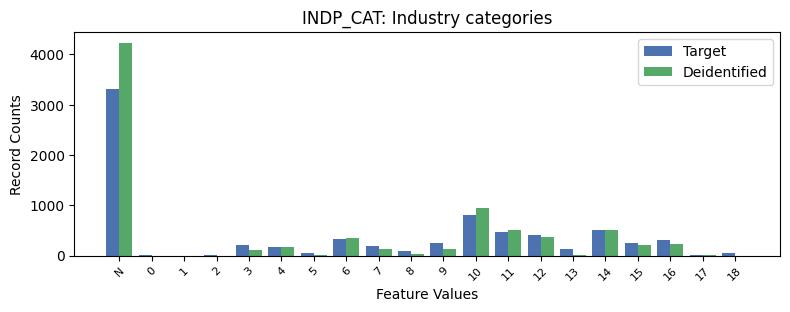 INDP_CAT: Industry categories
Target
Deidentified
Record Counts
4000
3000
2000
1000
0
N 0 1 2 3 4 5 6 7 8 9 10 11 12 13 14 15 16 17 18
Feature Values